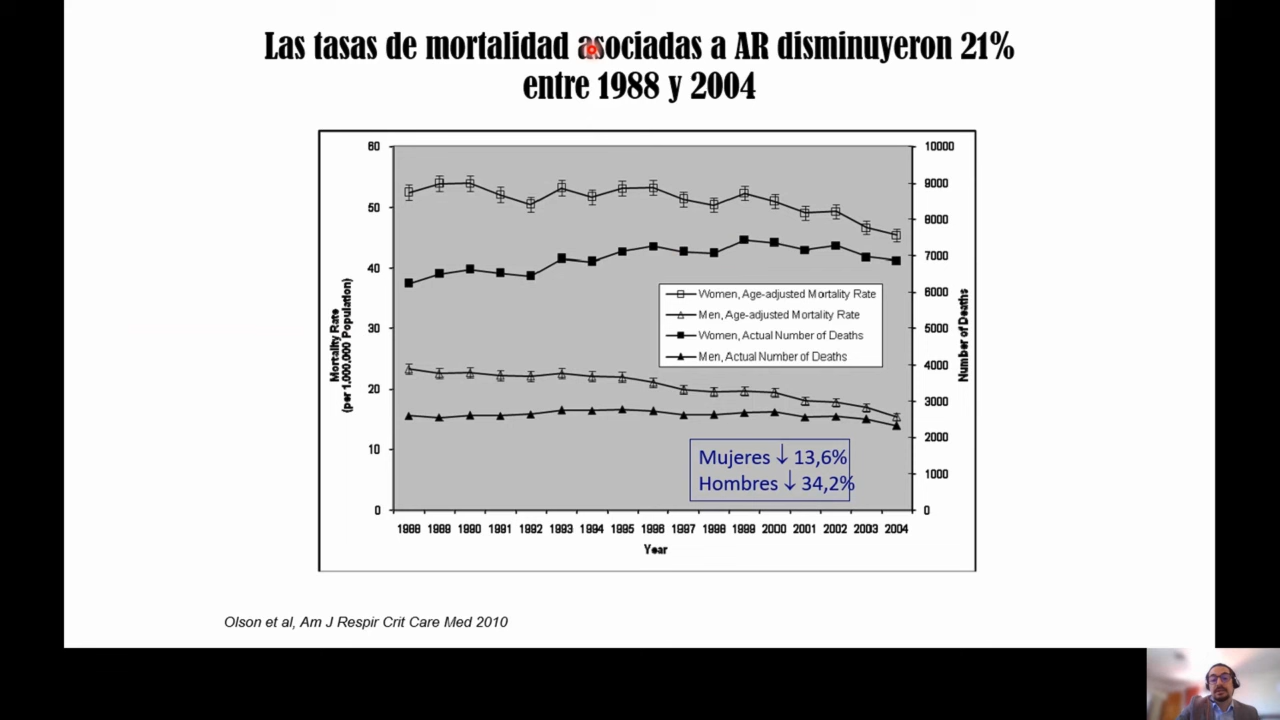 Las tasas de mortalidad asociadas a AR disminuyeron 21%
entre 1988 y 2004
60
50
40
30
20
10
0
Mortality Rate
(per 1,000,000 Population)
10000
9000
8000
7000
6000
5000
4000
3000
2000
1000
0
Number of Deaths
Women, Age-adjusted Mortality Rate
Men, Age-adjusted Mortality Rate
Women, Actual Number of Deaths
Men, Actual Number of Deaths
Mujeres ↓ 13,6%
Hombres ↓ 34,2%
1988 1989 1990 1991 1992 1993 1994 1995 1996 1997 1998 1999 2000 2001 2002 2003 2004
Year
Olson et al, Am J Respir Crit Care Med 2010